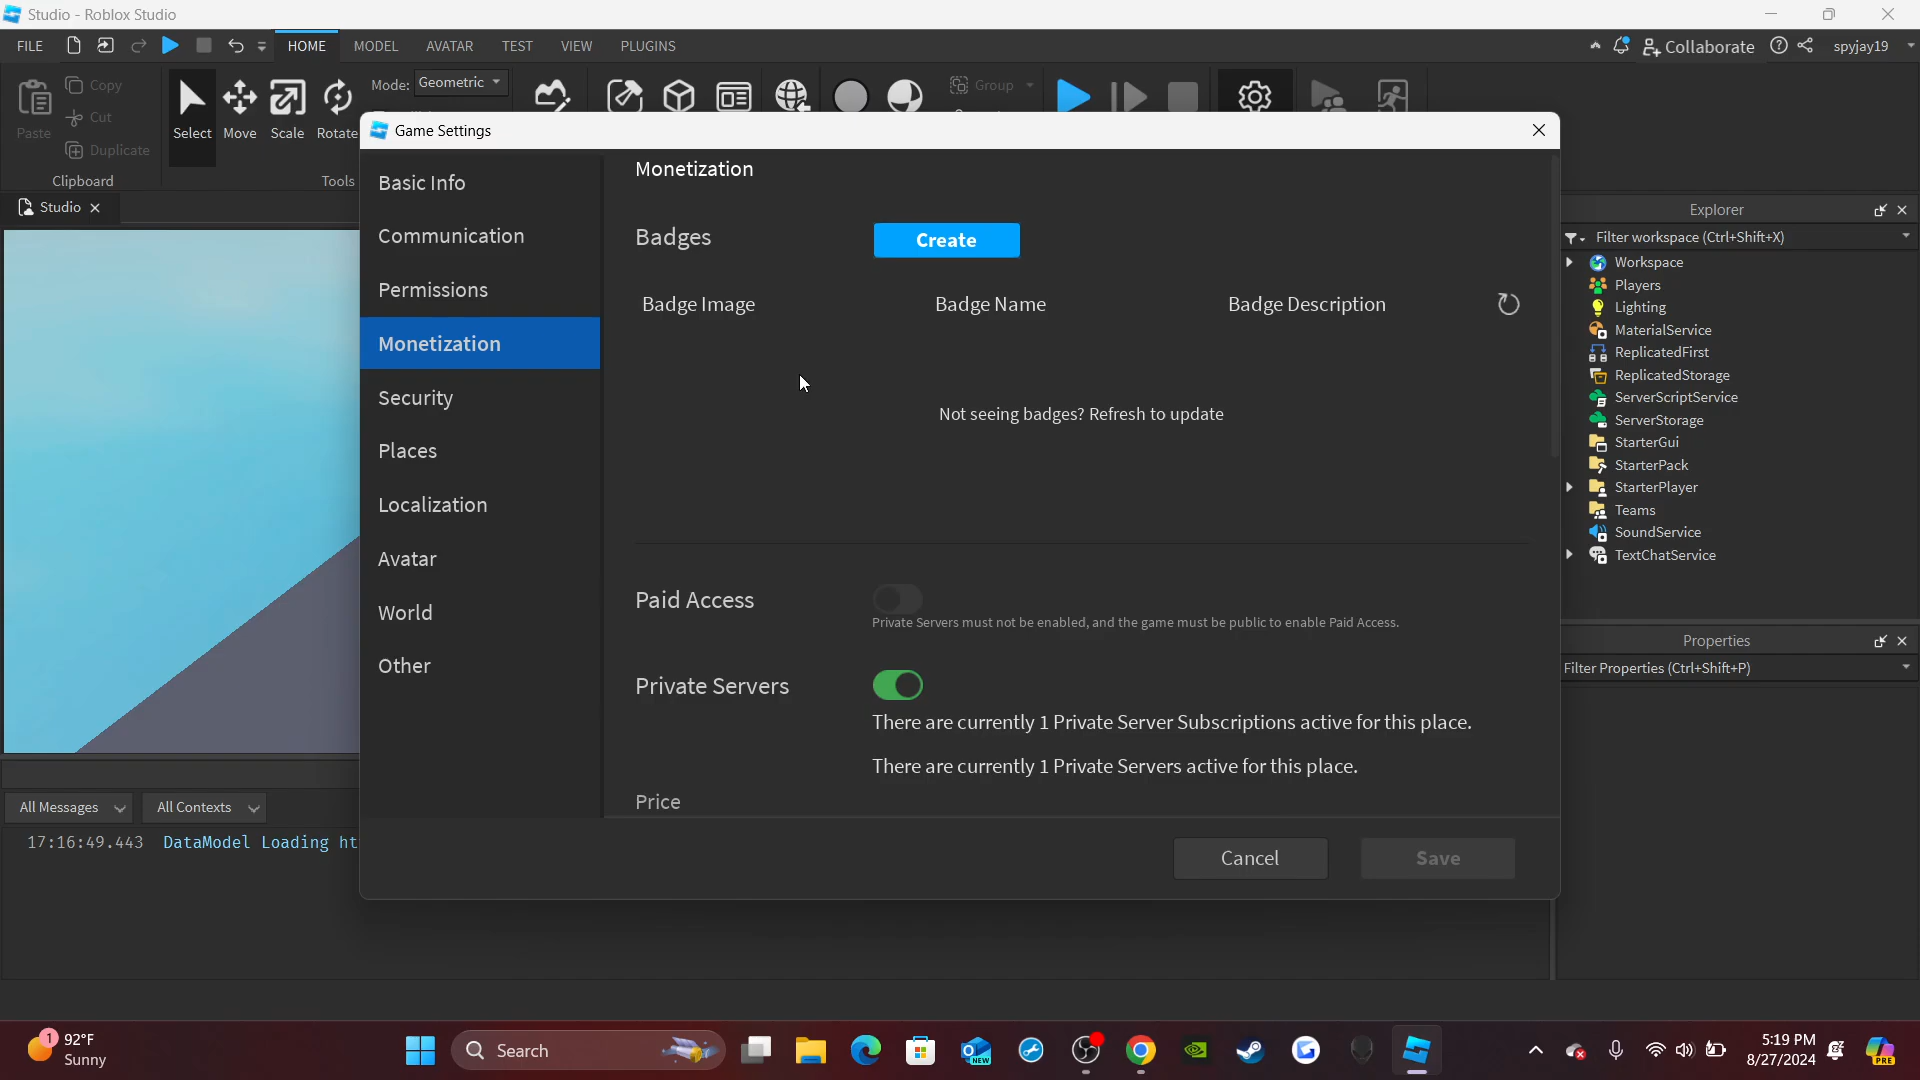 Studio - Roblox Studio
FILE HOME MODEL AVATAR TEST VIEW PLUGINS Collaborate spyjay19
Paste Copy Cut Duplicate Select Move Scale Rotate Mode: Geometric Group
Clipboard Tools
Studio
Game Settings
Basic Info
Communication
Permissions
Monetization
Security
Places
Localization
Avatar
World
Other
Monetization
Badges Create
Badge Image Badge Name Badge Description
Not seeing badges? Refresh to update
Paid Access
Private Servers must not be enabled, and the game must be public to enable Paid Access.
Private Servers
There are currently 1 Private Server Subscriptions active for this place.
There are currently 1 Private Servers active for this place.
Price
Cancel Save
Explorer
Filter workspace (Ctrl+Shift+X)
Workspace
Players
Lighting
MaterialService
ReplicatedFirst
ReplicatedStorage
ServerScriptService
ServerStorage
StarterGui
StarterPack
StarterPlayer
Teams
SoundService
TextChatService
Properties
Filter Properties (Ctrl+Shift+P)
All Messages All Contexts
17:16:49.443 DataModel Loading ht
1 92°F
Sunny
Search
NEW
5:19 PM
8/27/2024
PRE